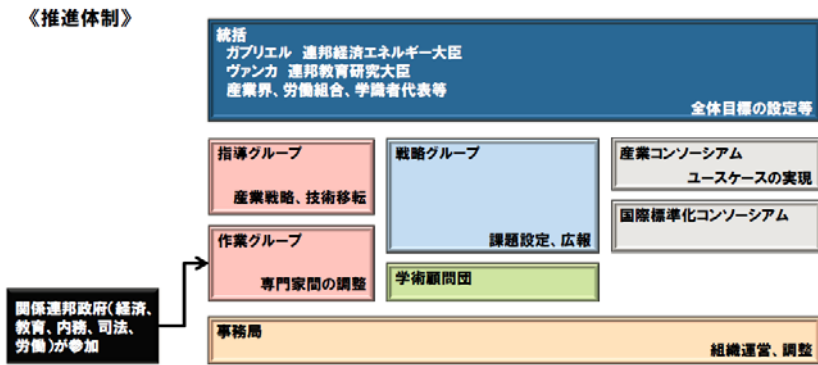 《推進体制》
統括
ガブリエル 連邦経済エネルギー大臣
ヴァンカ 連邦教育研究大臣
産業界、労働組合、学識者代表等
全体目標の設定等
指導グループ
産業戦略、技術移転
戦略グループ
課題設定、広報
産業コンソーシアム
ユースケースの実現
国際標準化コンソーシアム
作業グループ
専門家間の調整
学術顧問団
関係連邦政府(経済、
教育、内務、司法、
労働)が参加
事務局
組織運営、調整